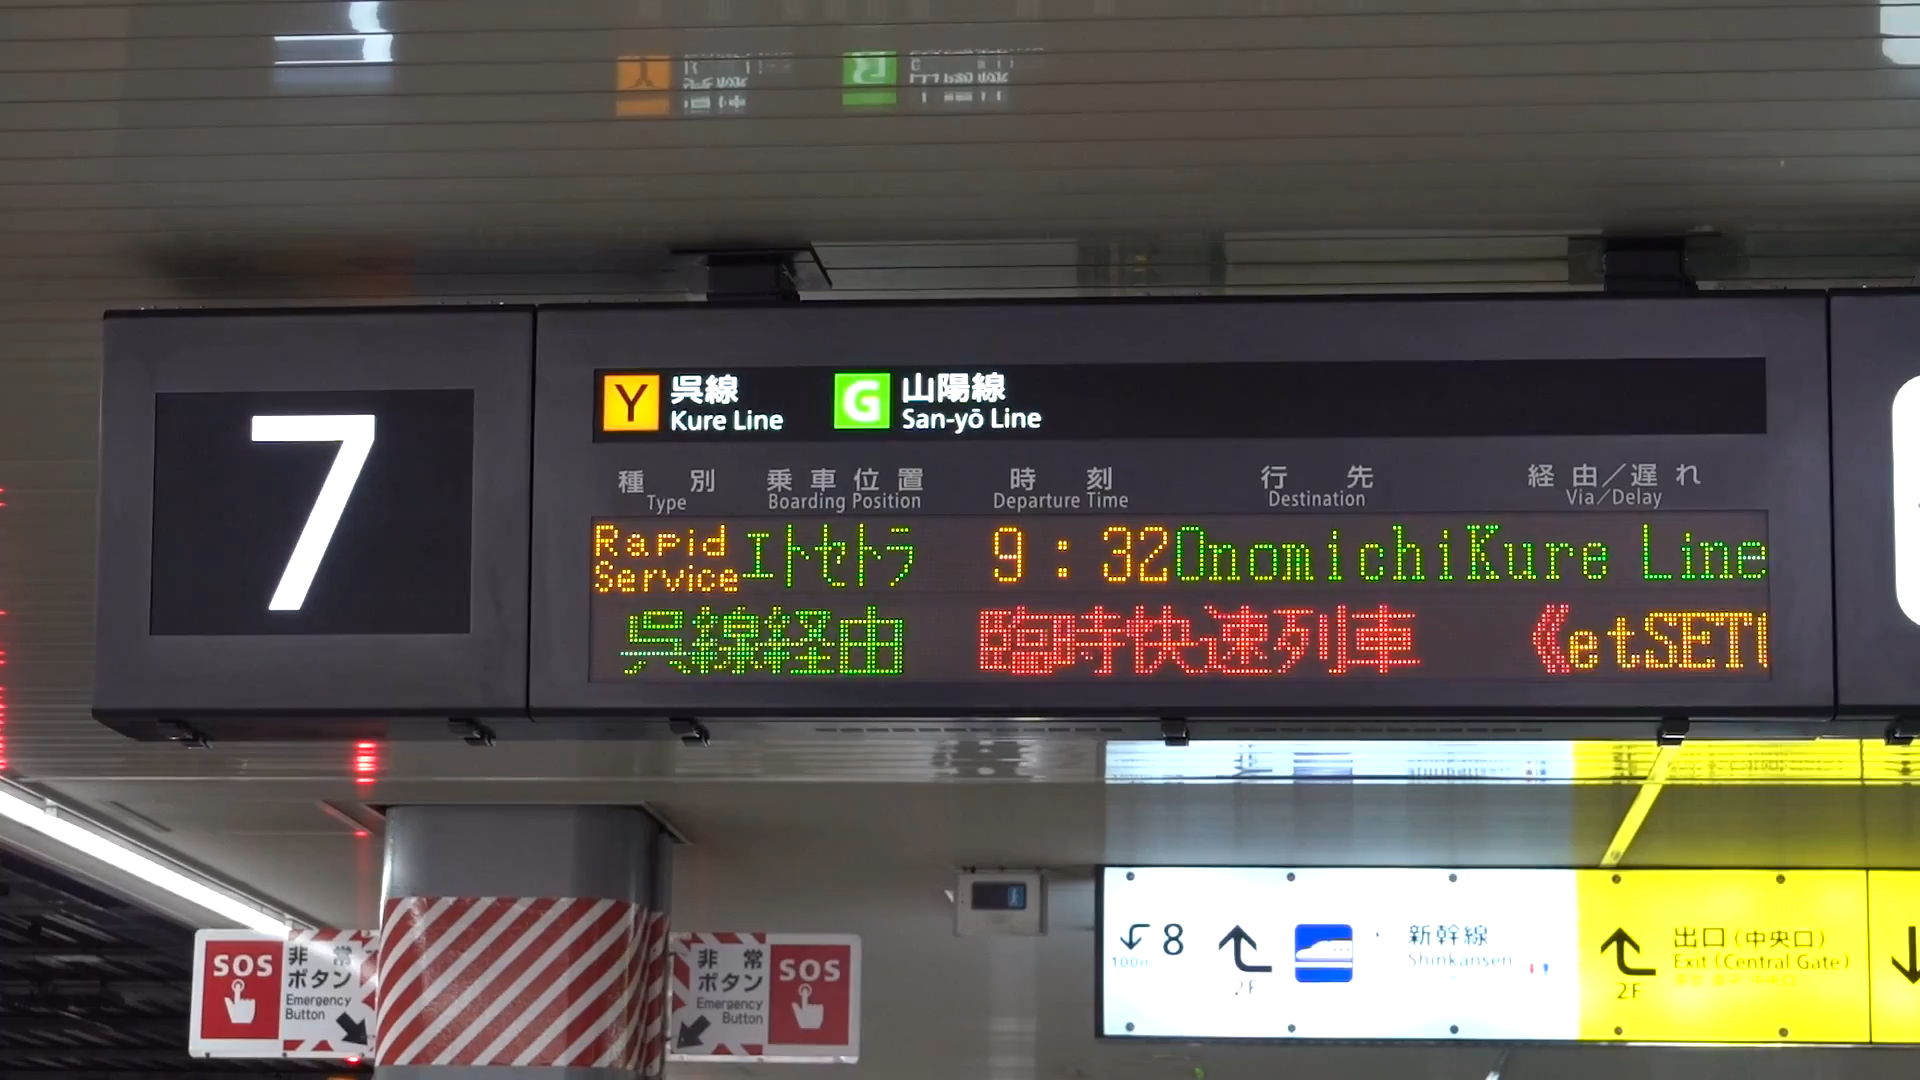 7
Y 呉線 G 山陽線
Kure Line San-yō Line
種別 乗車位置 時刻 行先 経由／遅れ
Type Boarding Position Departure Time Destination Via／Delay
Rapid Service エトセトラ 9:32 Onomichi Kure Line
呉線経由 臨時快速列車 《etSET
8 新幹線 出口（中央口）
100m Shinkansen Exit (Central Gate)
2F 2F
SOS 非常ボタン
Emergency Button
非常ボタン SOS
Emergency Button